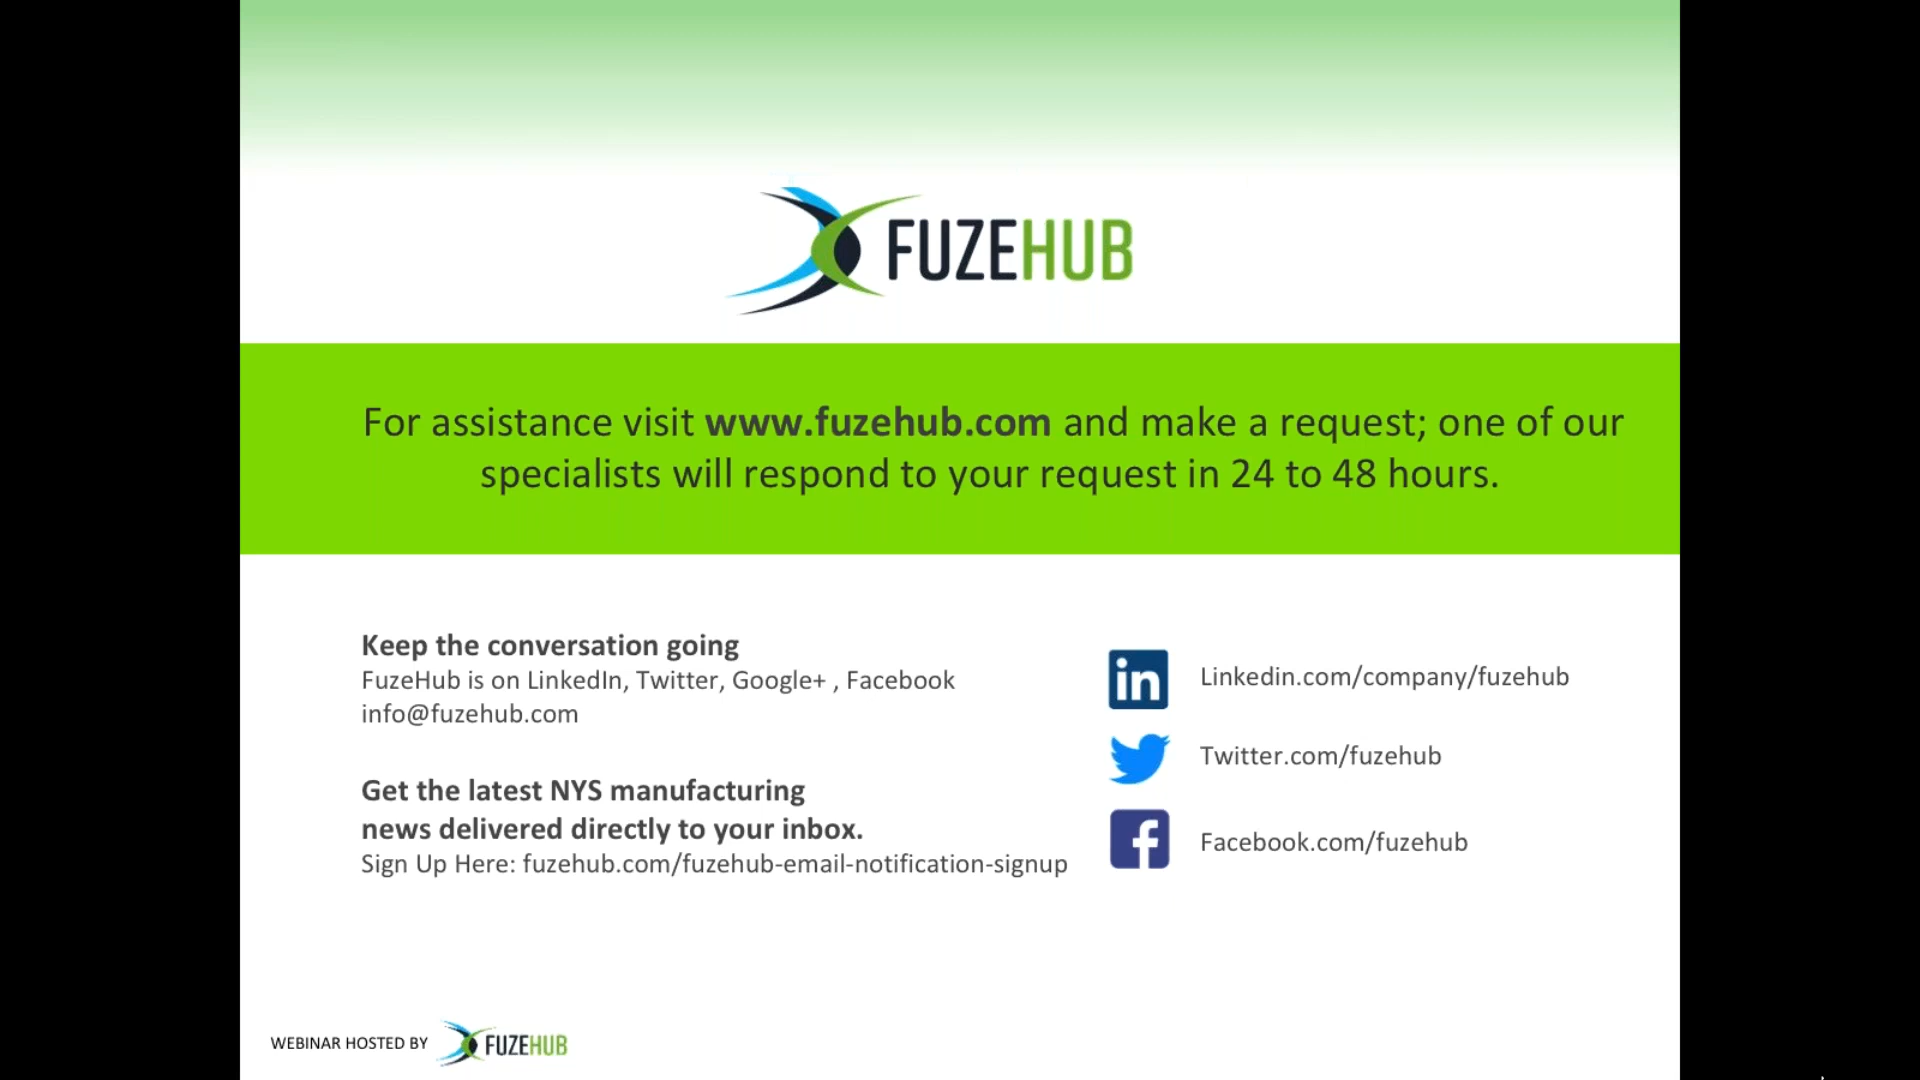 FUZEHUB
For assistance visit www.fuzehub.com and make a request; one of our
specialists will respond to your request in 24 to 48 hours.
Keep the conversation going
FuzeHub is on LinkedIn, Twitter, Google+ , Facebook
info@fuzehub.com
Get the latest NYS manufacturing
news delivered directly to your inbox.
Sign Up Here: fuzehub.com/fuzehub-email-notification-signup
in Linkedin.com/company/fuzehub
Twitter.com/fuzehub
f Facebook.com/fuzehub
WEBINAR HOSTED BY FUZEHUB